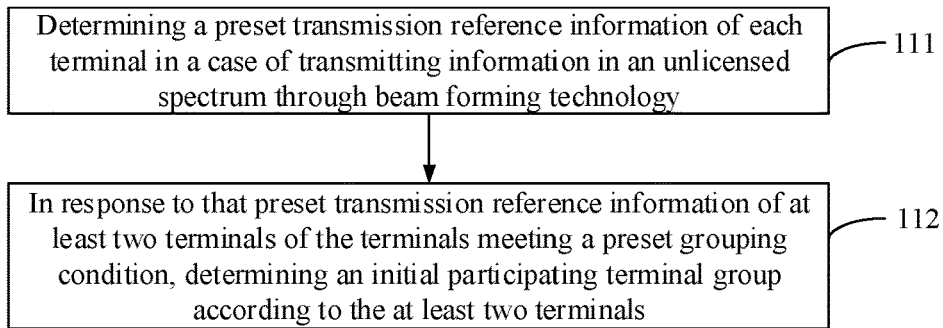 Determining a preset transmission reference information of each
terminal in a case of transmitting information in an unlicensed
spectrum through beam forming technology
111
In response to that preset transmission reference information of at
least two terminals of the terminals meeting a preset grouping
condition, determining an initial participating terminal group
according to the at least two terminals
112